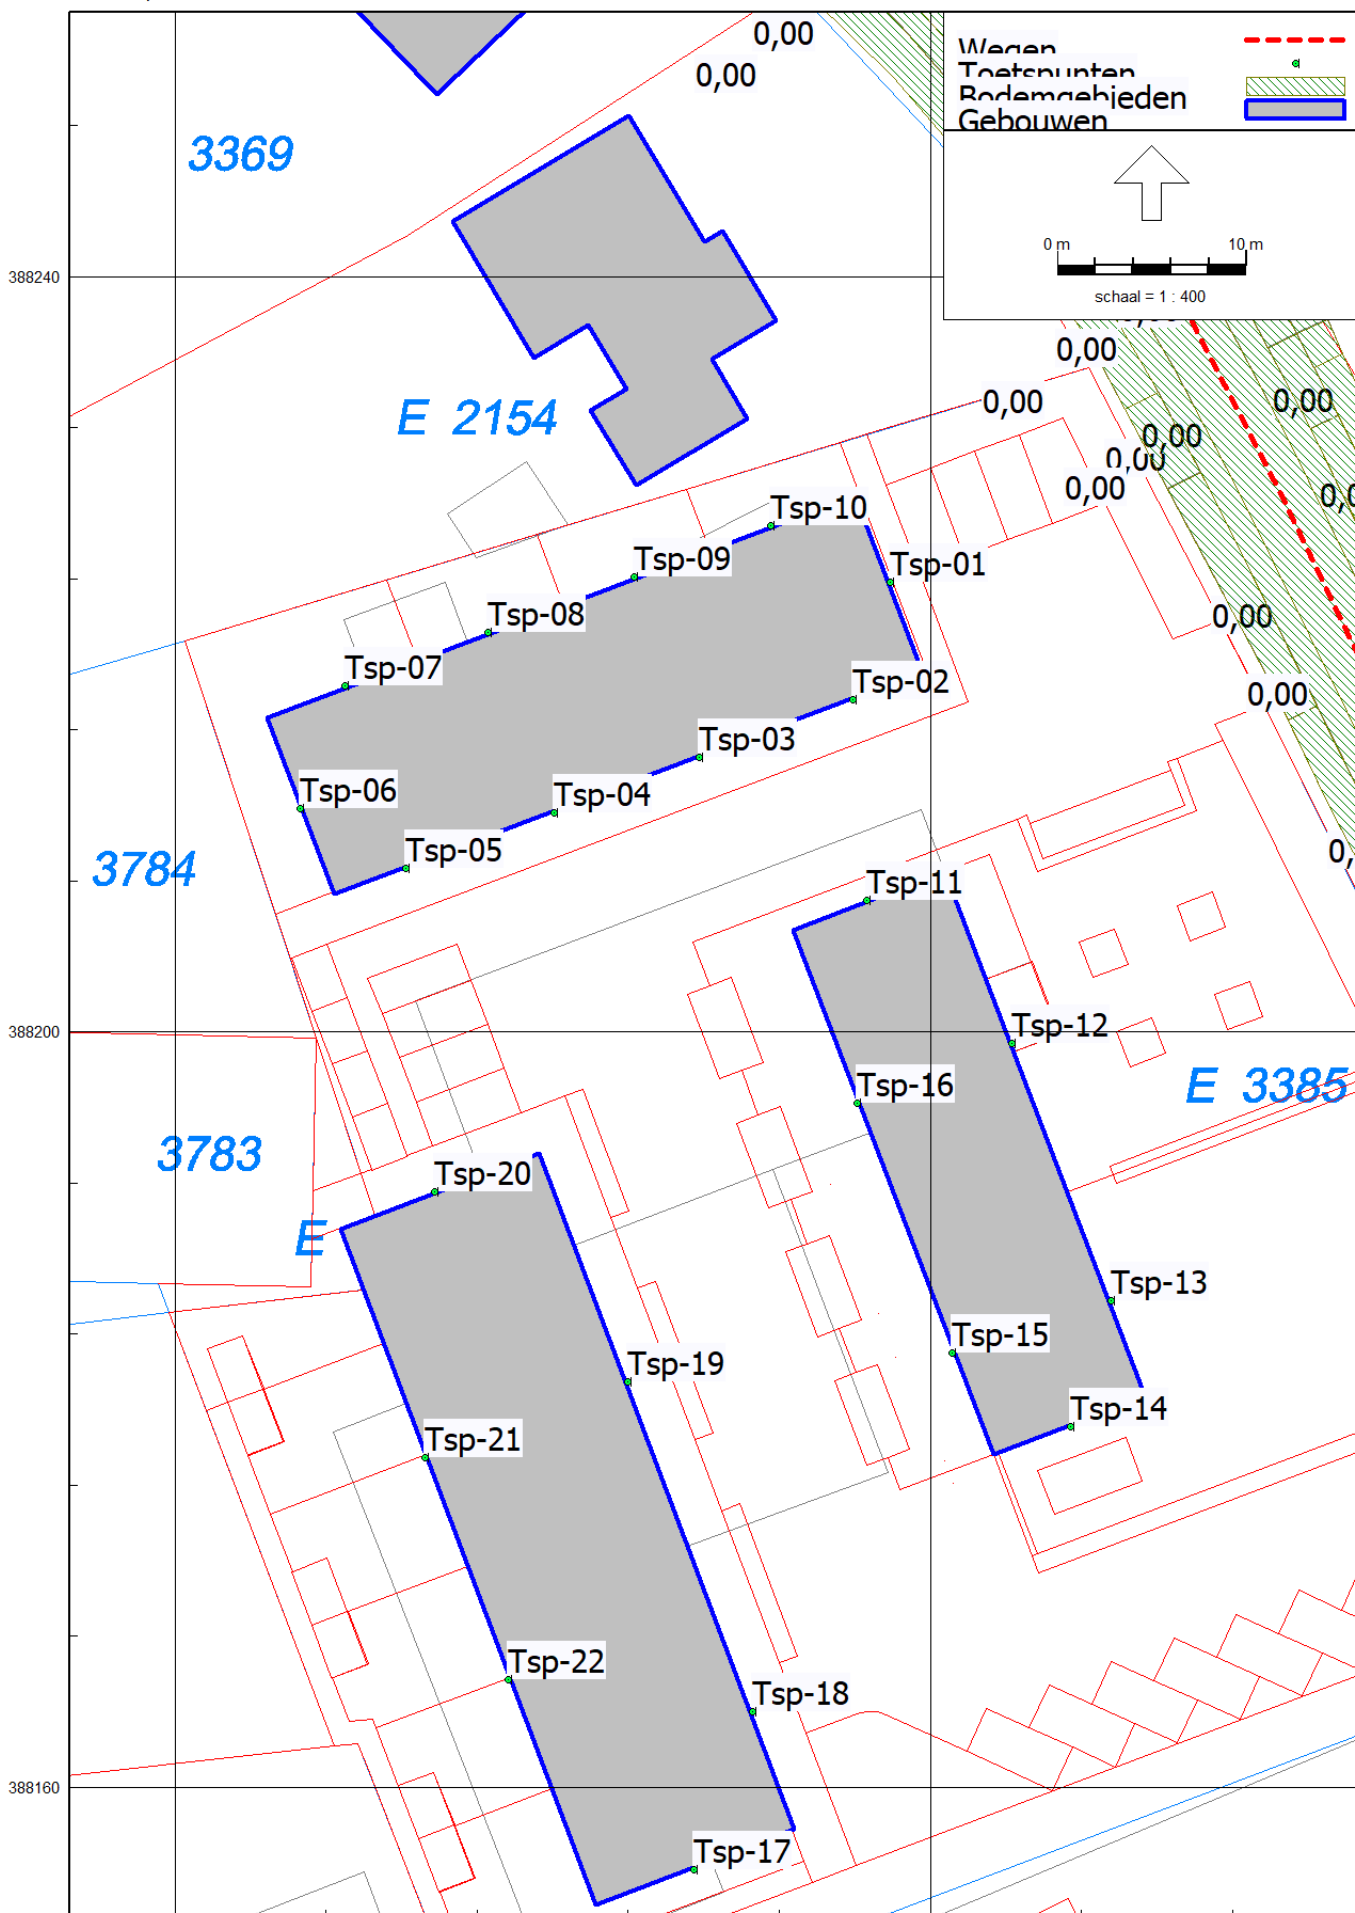 0,00
0,00
Wegen
Toetspunten
Bodemgebieden
Gebouwen
3369
0 m 10 m
schaal = 1 : 400
388240
0,00
0,00
0,00
E 2154
0,00
0,00
0,00
Tsp-10
Tsp-09
Tsp-01
Tsp-08
0,00
Tsp-07
Tsp-02
0,00
Tsp-03
Tsp-06
Tsp-04
Tsp-05
3784
Tsp-11
388200
Tsp-12
Tsp-16
E 3385
3783
Tsp-20
E
Tsp-13
Tsp-15
Tsp-19
Tsp-14
Tsp-21
Tsp-22
Tsp-18
388160
Tsp-17